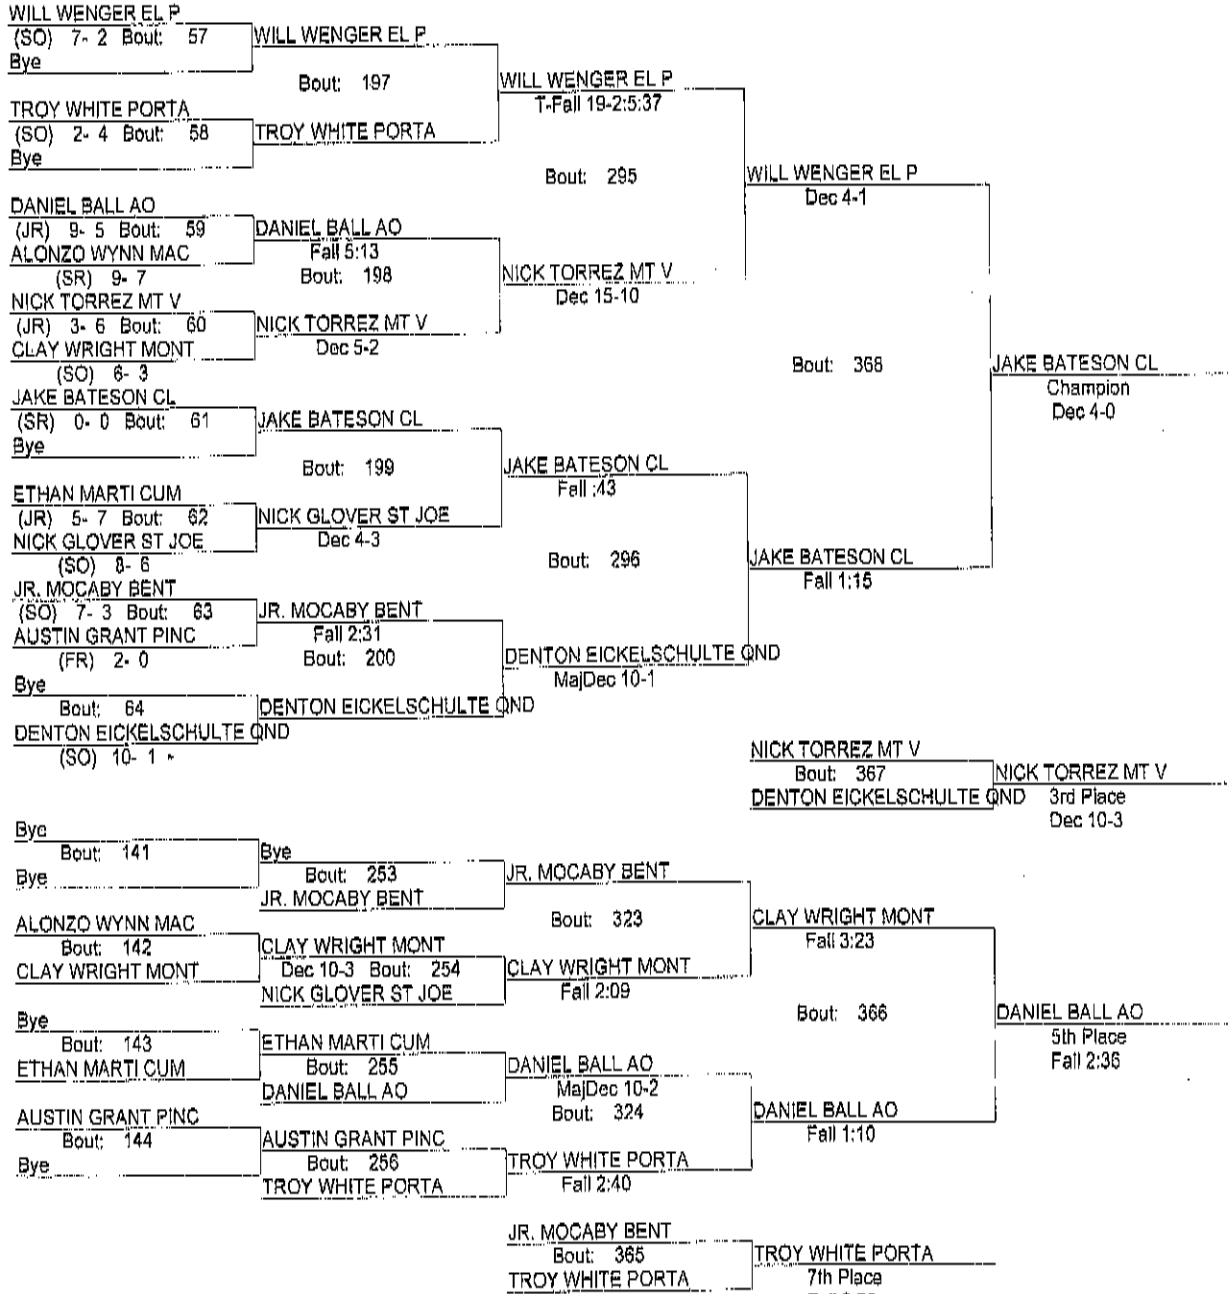 WILL WENGER EL P
(SO) 7- 2 Bout: 57
Bye
WILL WENGER EL P
Bout: 197
TROY WHITE PORTA
(SO) 2- 4 Bout: 58
Bye
TROY WHITE PORTA
WILL WENGER EL P
T-Fall 19-2:5:37
Bout: 295
DANIEL BALL AO
(JR) 9- 5 Bout: 59
ALONZO WYNN MAC
(SR) 9- 7
DANIEL BALL AO
Fall 5:13
Bout: 198
NICK TORREZ MT V
(JR) 3- 6 Bout: 60
CLAY WRIGHT MONT
(SO) 6- 3
NICK TORREZ MT V
Dec 5-2
NICK TORREZ MT V
Dec 15-10
WILL WENGER EL P
Dec 4-1
Bout: 368
JAKE BATESON CL
Champion
Dec 4-0
JAKE BATESON CL
(SR) 0- 0 Bout: 61
Bye
JAKE BATESON CL
Bout: 199
ETHAN MARTI CUM
(JR) 5- 7 Bout: 62
NICK GLOVER ST JOE
(SO) 8- 6
NICK GLOVER ST JOE
Dec 4-3
JAKE BATESON CL
Fall :43
Bout: 296
JAKE BATESON CL
Fall 1:15
JR. MOCABY BENT
(SO) 7- 3 Bout: 63
AUSTIN GRANT PINC
(FR) 2- 0
JR. MOCABY BENT
Fall 2:31
Bout: 200
Bye
Bout: 64
DENTON EICKELSCHULTE QND
(SO) 10- 1
DENTON EICKELSCHULTE QND
DENTON EICKELSCHULTE QND
MajDec 10-1
NICK TORREZ MT V
Bout: 367
DENTON EICKELSCHULTE QND
NICK TORREZ MT V
3rd Place
Dec 10-3
Bye
Bout: 141
Bye
Bye
Bout: 253
JR. MOCABY BENT
JR. MOCABY BENT
Bout: 323
ALONZO WYNN MAC
Bout: 142
CLAY WRIGHT MONT
CLAY WRIGHT MONT
Dec 10-3 Bout: 254
NICK GLOVER ST JOE
CLAY WRIGHT MONT
Fall 2:09
CLAY WRIGHT MONT
Fall 3:23
Bout: 366
DANIEL BALL AO
5th Place
Fall 2:36
Bye
Bout: 143
ETHAN MARTI CUM
ETHAN MARTI CUM
Bout: 255
DANIEL BALL AO
DANIEL BALL AO
MajDec 10-2
Bout: 324
DANIEL BALL AO
Fall 1:10
AUSTIN GRANT PINC
Bout: 144
Bye
AUSTIN GRANT PINC
Bout: 256
TROY WHITE PORTA
TROY WHITE PORTA
Fall 2:40
JR. MOCABY BENT
Bout: 365
TROY WHITE PORTA
TROY WHITE PORTA
7th Place